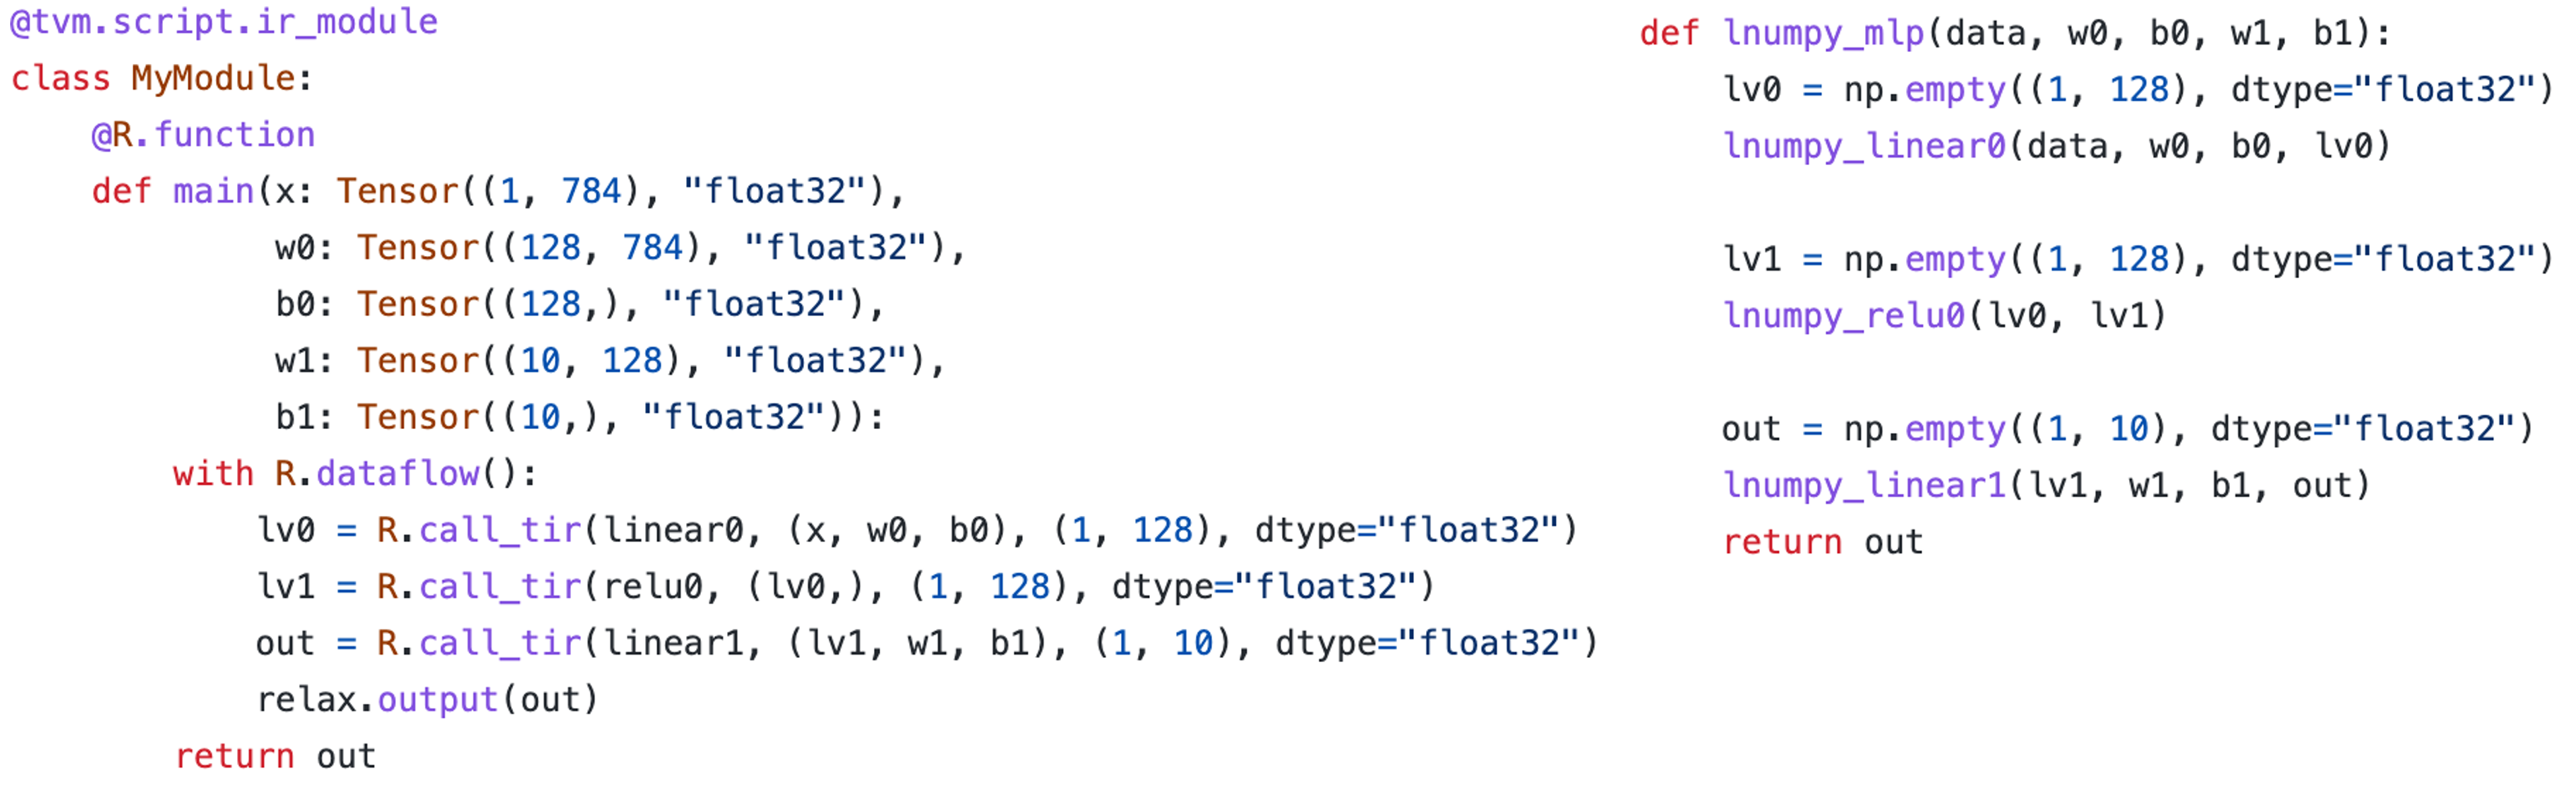 @tvm.script.ir_module
class MyModule:
    @R.function
    def main(x: Tensor((1, 784), "float32"),
             w0: Tensor((128, 784), "float32"),
             b0: Tensor((128,), "float32"),
             w1: Tensor((10, 128), "float32"),
             b1: Tensor((10,), "float32")):
        with R.dataflow():
            lv0 = R.call_tir(linear0, (x, w0, b0), (1, 128), dtype="float32")
            lv1 = R.call_tir(relu0, (lv0,), (1, 128), dtype="float32")
            out = R.call_tir(linear1, (lv1, w1, b1), (1, 10), dtype="float32")
            relax.output(out)
        return out
def lnumpy_mlp(data, w0, b0, w1, b1):
    lv0 = np.empty((1, 128), dtype="float32")
    lnumpy_linear0(data, w0, b0, lv0)
    lv1 = np.empty((1, 128), dtype="float32")
    lnumpy_relu0(lv0, lv1)
    out = np.empty((1, 10), dtype="float32")
    lnumpy_linear1(lv1, w1, b1, out)
    return out